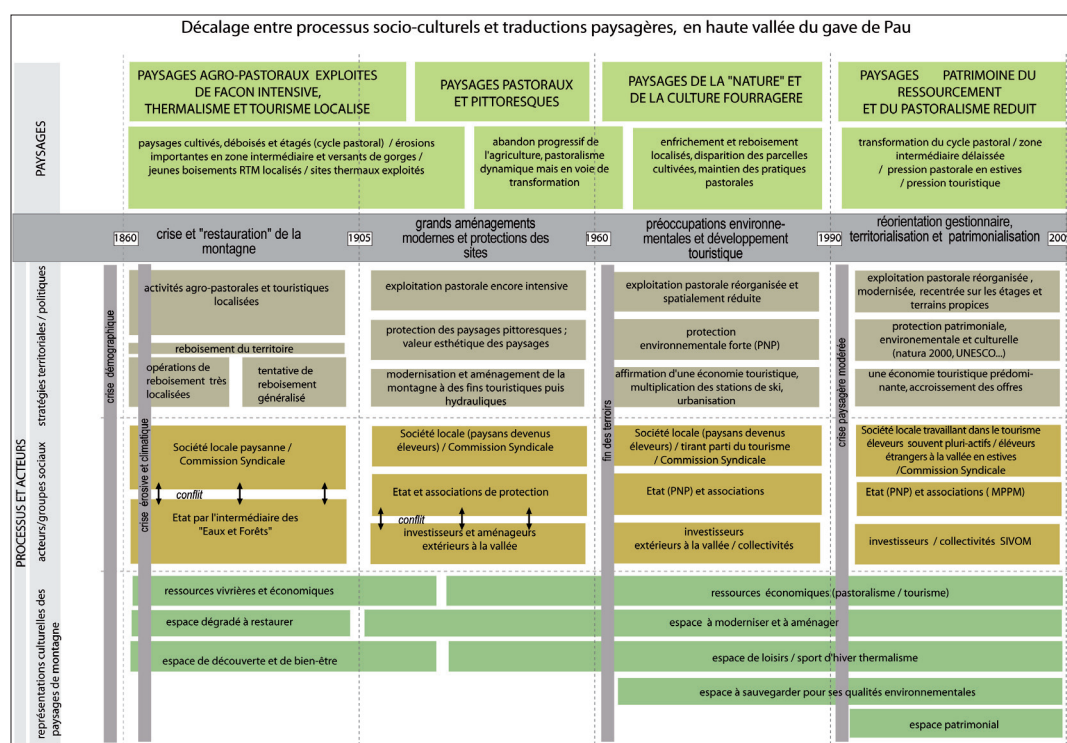 Décalage entre processus socio-culturels et traductions paysagères, en haute vallée du gave de Pau
PAYSAGES
PAYSAGES AGRO-PASTORAUX EXPLOITES
DE FACON INTENSIVE,
THERMALISME ET TOURISME LOCALISE
PAYSAGES PASTORAUX
ET PITTORESQUES
PAYSAGES DE LA "NATURE" ET
DE LA CULTURE FOURRAGERE
PAYSAGES PATRIMOINE DU
RESSOURCEMENT
ET DU PASTORALISME REDUIT
paysages cultivés, déboisés et étagés (cycle pastoral) / érosions
importantes en zone intermédiaire et versants de gorges /
jeunes boisements RTM localisés / sites thermaux exploités
abandon progressif de
l'agriculture, pastoralisme
dynamique mais en voie de
transformation
enfrichement et reboisement
localisés, disparition des parcelles
cultivées, maintien des pratiques
pastorales
transformation du cycle pastoral / zone
intermédiaire délaissée
/ pression pastorale en estives
/ pression touristique
1860
crise et "restauration" de la
montagne
1905
grands aménagements
modernes et protections des
sites
1960
préoccupations environne-
mentales et développement
touristique
1990
réorientation gestionnaire,
territorialisation et patrimonialisation
200
PROCESSUS ET ACTEURS
stratégies territoriales / politiques
crise démographique
crise érosive et climatique
fin des terroirs
crise paysagère modérée
activités agro-pastorales et touristiques
localisées
exploitation pastorale encore intensive
exploitation pastorale réorganisée et
spatialement réduite
exploitation pastorale réorganisée ,
modernisée, recentrée sur les étages et
terrains propices
protection des paysages pittoresques ;
valeur esthétique des paysages
protection
environnementale forte (PNP)
protection patrimoniale,
environementale et culturelle
(natura 2000, UNESCO...)
reboisement du territoire
opérations de
reboisement très
localisées
tentative de
reboisement
généralisé
modernisation et aménagement de la
montagne à des fins touristiques puis
hydrauliques
affirmation d'une économie touristique,
multiplication des stations de ski,
urbanisation
une économie touristique prédomi-
nante, accroissement des offres
acteurs/groupes sociaux
Société locale paysanne /
Commission Syndicale
Société locale (paysans devenus
éleveurs) / Commission Syndicale
Société locale (paysans devenus
éleveurs) / tirant parti du tourisme
/ Commission Syndicale
Société locale travaillant dans le tourisme
éleveurs souvent pluri-actifs / éléveurs
étrangers à la vallée en estives
/Commission Syndicale
conflit
Etat par l'intermédiaire des
"Eaux et Forêts"
Etat et associations de protection
Etat (PNP) et associations
Etat (PNP) et associations ( MPPM)
conflit
investisseurs et aménageurs
extérieurs à la vallée
investisseurs
extérieurs à la vallée / collectivités
investisseurs / collectivités SIVOM
représentations culturelles des
paysages de montagne
ressources vivrières et économiques
ressources économiques (pastoralisme / tourisme)
espace dégradé à restaurer
espace à moderniser et à aménager
espace de découverte et de bien-être
espace de loisirs / sport d'hiver thermalisme
espace à sauvegarder pour ses qualités environnementales
espace patrimonial